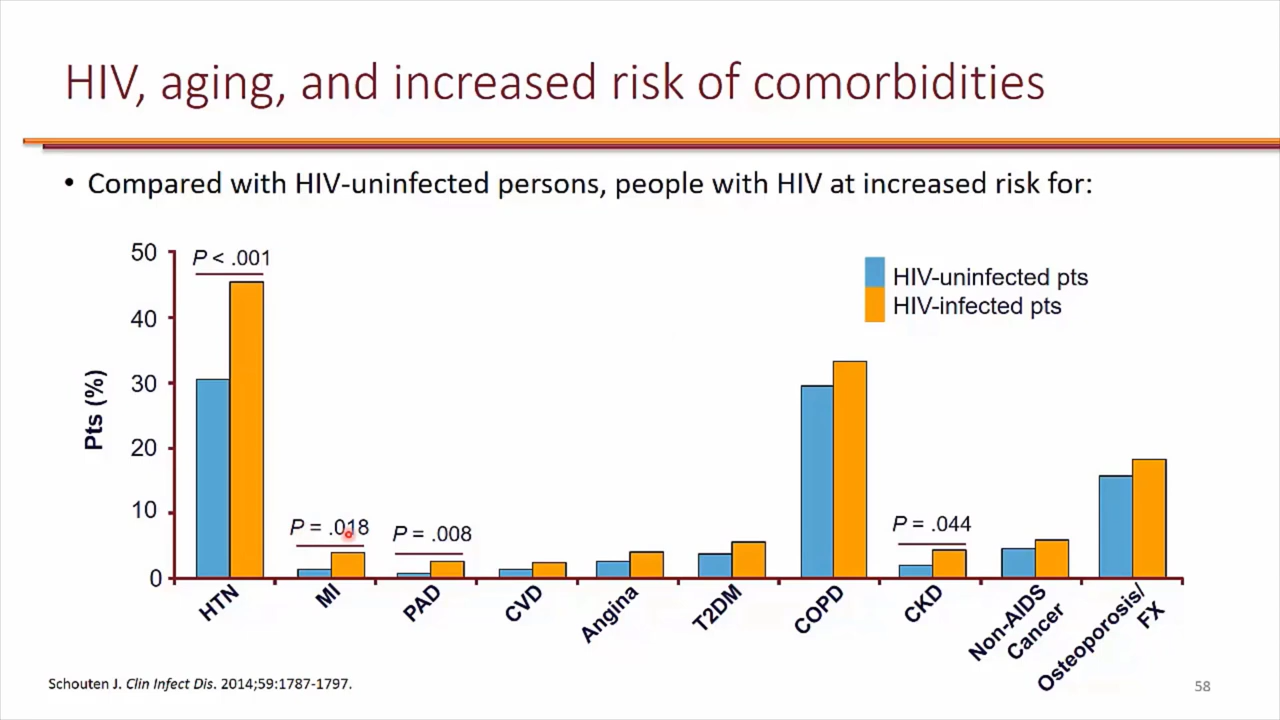 HIV, aging, and increased risk of comorbidities
• Compared with HIV-uninfected persons, people with HIV at increased risk for:
Pts (%)
50
40
30
20
10
0
P < .001
P = .018
P = .008
P = .044
HIV-uninfected pts
HIV-infected pts
HTN
MI
PAD
CVD
Angina
T2DM
COPD
CKD
Non-AIDS
Cancer
Osteoporosis/
FX
Schouten J. Clin Infect Dis. 2014;59:1787-1797.
58